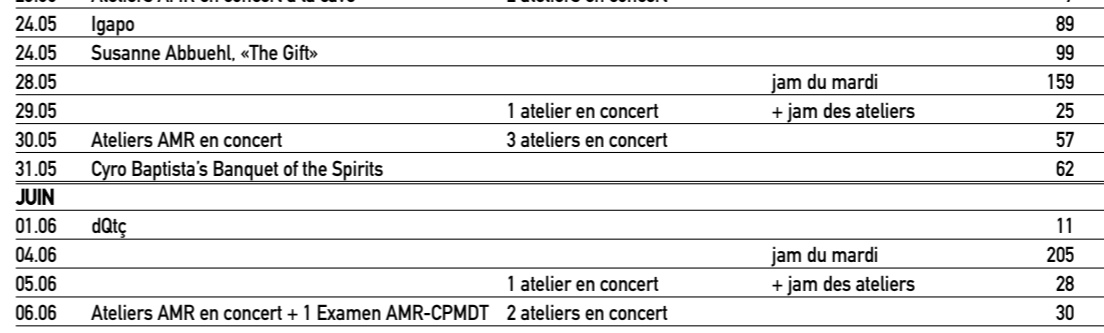 24.05 Igapo 89
24.05 Susanne Abbuehl, «The Gift» 99
28.05 jam du mardi 159
29.05 1 atelier en concert + jam des ateliers 25
30.05 Ateliers AMR en concert 3 ateliers en concert 57
31.05 Cyro Baptista's Banquet of the Spirits 62
JUIN
01.06 dQtç 11
04.06 jam du mardi 205
05.06 1 atelier en concert + jam des ateliers 28
06.06 Ateliers AMR en concert + 1 Examen AMR-CPMDT 2 ateliers en concert 30